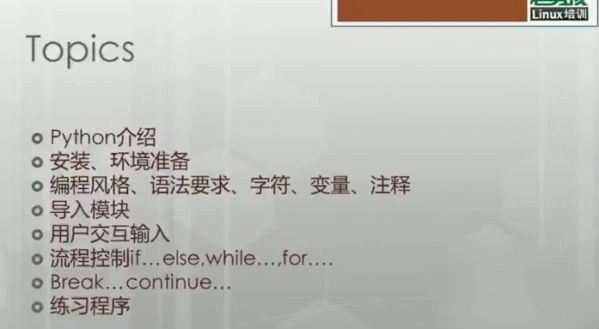 Linux培训
Topics
Python介绍
安装、环境准备
编程风格、语法要求、字符、变量、注释
导入模块
用户交互输入
流程控制if…else,while…,for….
Break…continue…
练习程序